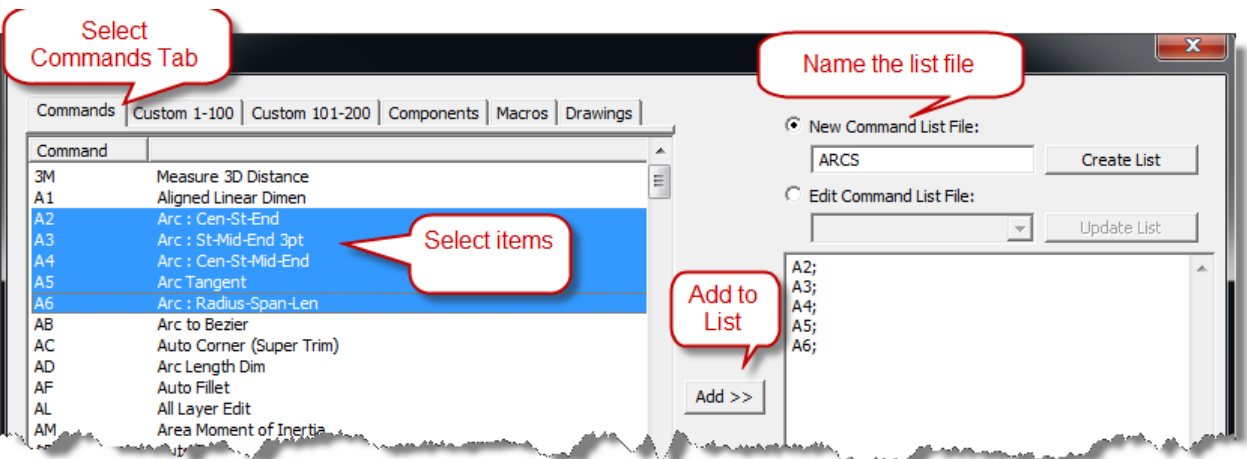 Select
Commands Tab
Name the list file
x
Commands Custom 1-100 Custom 101-200 Components Macros Drawings
New Command List File:
Command
ARCS Create List
3M Measure 3D Distance
A1 Aligned Linear Dimen
Edit Command List File:
A2 Arc : Cen-St-End
A3 Arc : St-Mid-End 3pt
Select items
Update List
A4 Arc : Cen-St-Mid-End
A5 Arc Tangent
A6 Arc : Radius-Span-Len
AB Arc to Bezier
AC Auto Corner (Super Trim)
AD Arc Length Dim
AF Auto Fillet
AL All Layer Edit
AM Area Moment of Inertia
Add to
List
Add >>
A2;
A3;
A4;
A5;
A6;